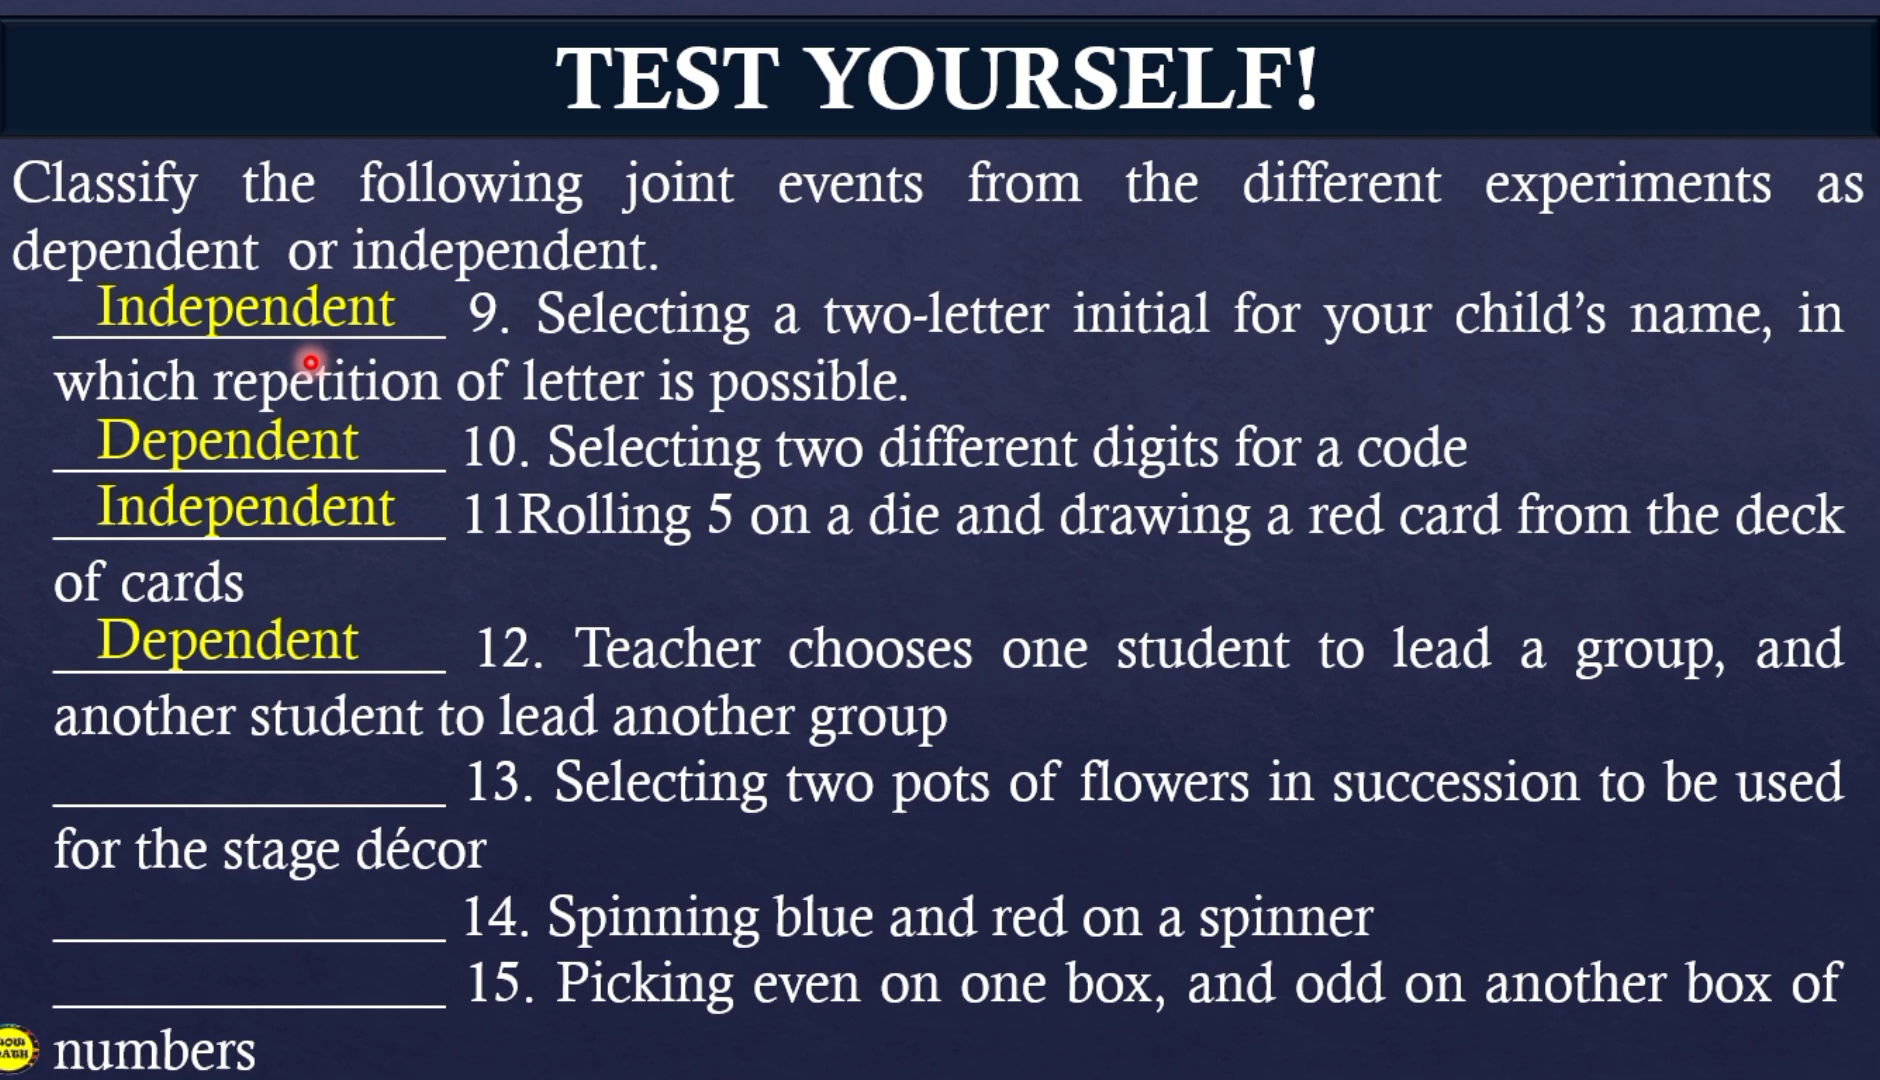 TEST YOURSELF!
Classify the following joint events from the different experiments as
dependent or independent.
Independent 9. Selecting a two-letter initial for your child's name, in
which repetition of letter is possible.
Dependent 10. Selecting two different digits for a code
Independent 11Rolling 5 on a die and drawing a red card from the deck
of cards
Dependent 12. Teacher chooses one student to lead a group, and
another student to lead another group
____________ 13. Selecting two pots of flowers in succession to be used
for the stage décor
____________ 14. Spinning blue and red on a spinner
____________ 15. Picking even on one box, and odd on another box of
numbers